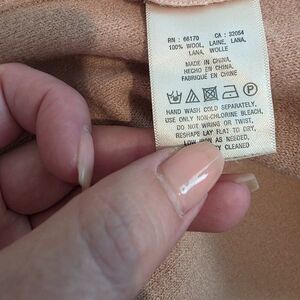 RN : 66170 CA : 32054
100% WOOL, LAINE, LANA,
LANA, WOLLE
MADE IN CHINA,
HECHO EN CHINA,
FABRIQUÉ EN CHINE
HAND WASH COLD SEPARATELY,
USE ONLY NON-CHLORINE BLEACH,
DO NOT WRING OR TWIST,
RESHAPE LAY FLAT TO DRY,
LOW IRON AS NEEDED,
CLEANED